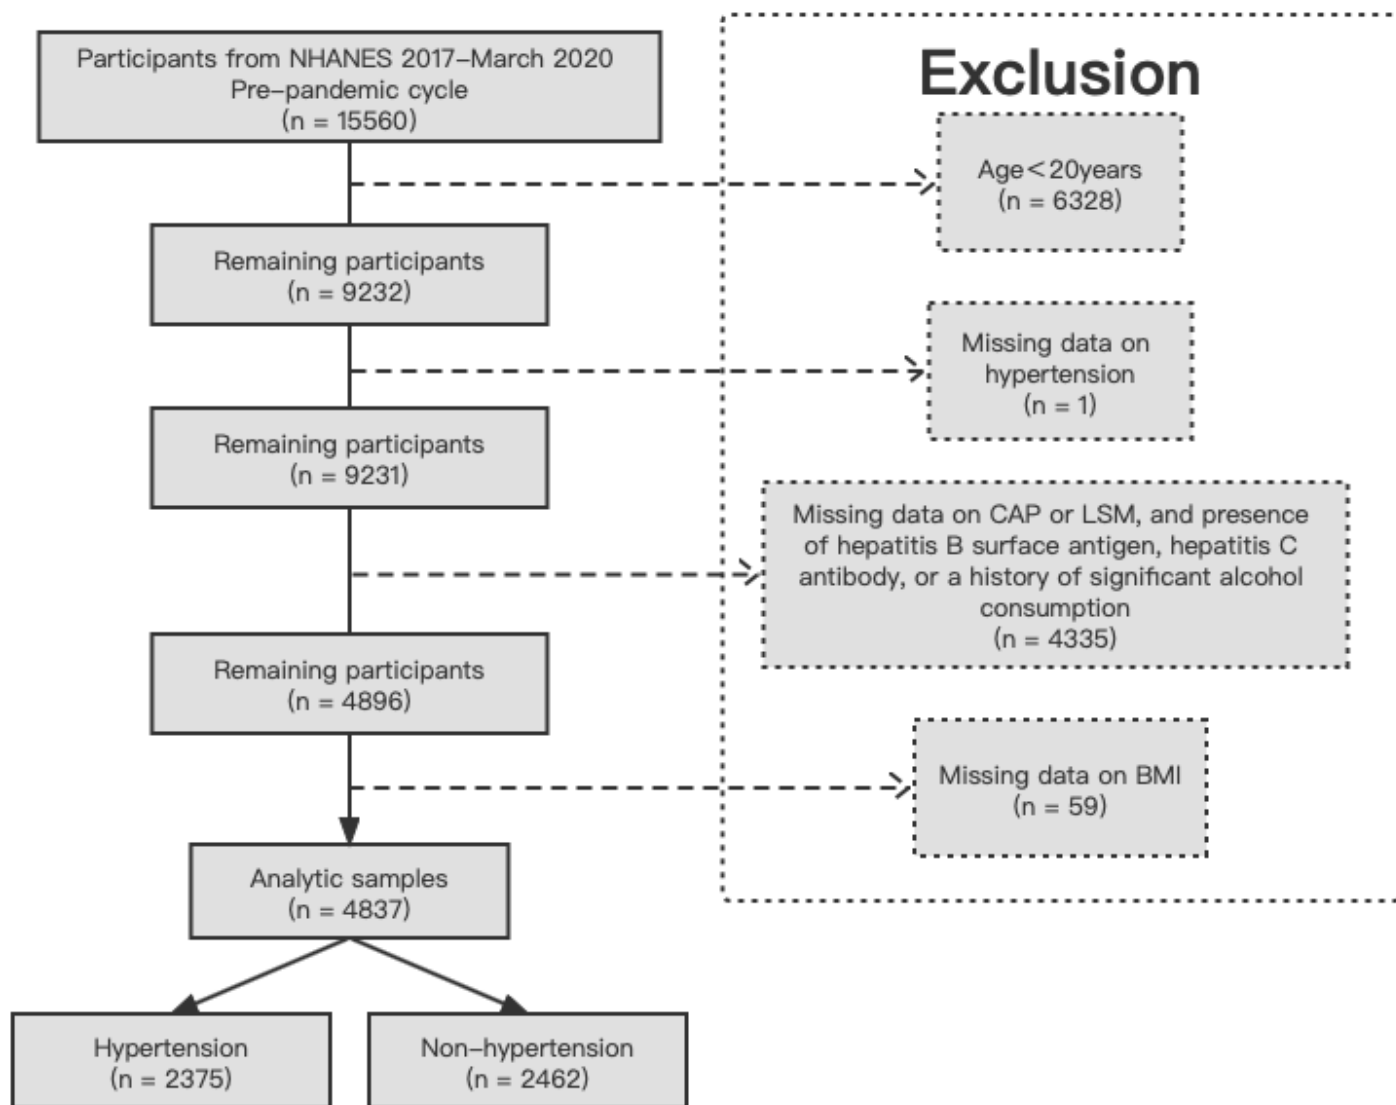 Participants from NHANES 2017–March 2020
Pre–pandemic cycle
(n = 15560)
Exclusion
Age<20years
(n = 6328)
Remaining participants
(n = 9232)
Missing data on
hypertension
(n = 1)
Remaining participants
(n = 9231)
Missing data on CAP or LSM, and presence
of hepatitis B surface antigen, hepatitis C
antibody, or a history of significant alcohol
consumption
(n = 4335)
Remaining participants
(n = 4896)
Missing data on BMI
(n = 59)
Analytic samples
(n = 4837)
Hypertension
(n = 2375)
Non–hypertension
(n = 2462)